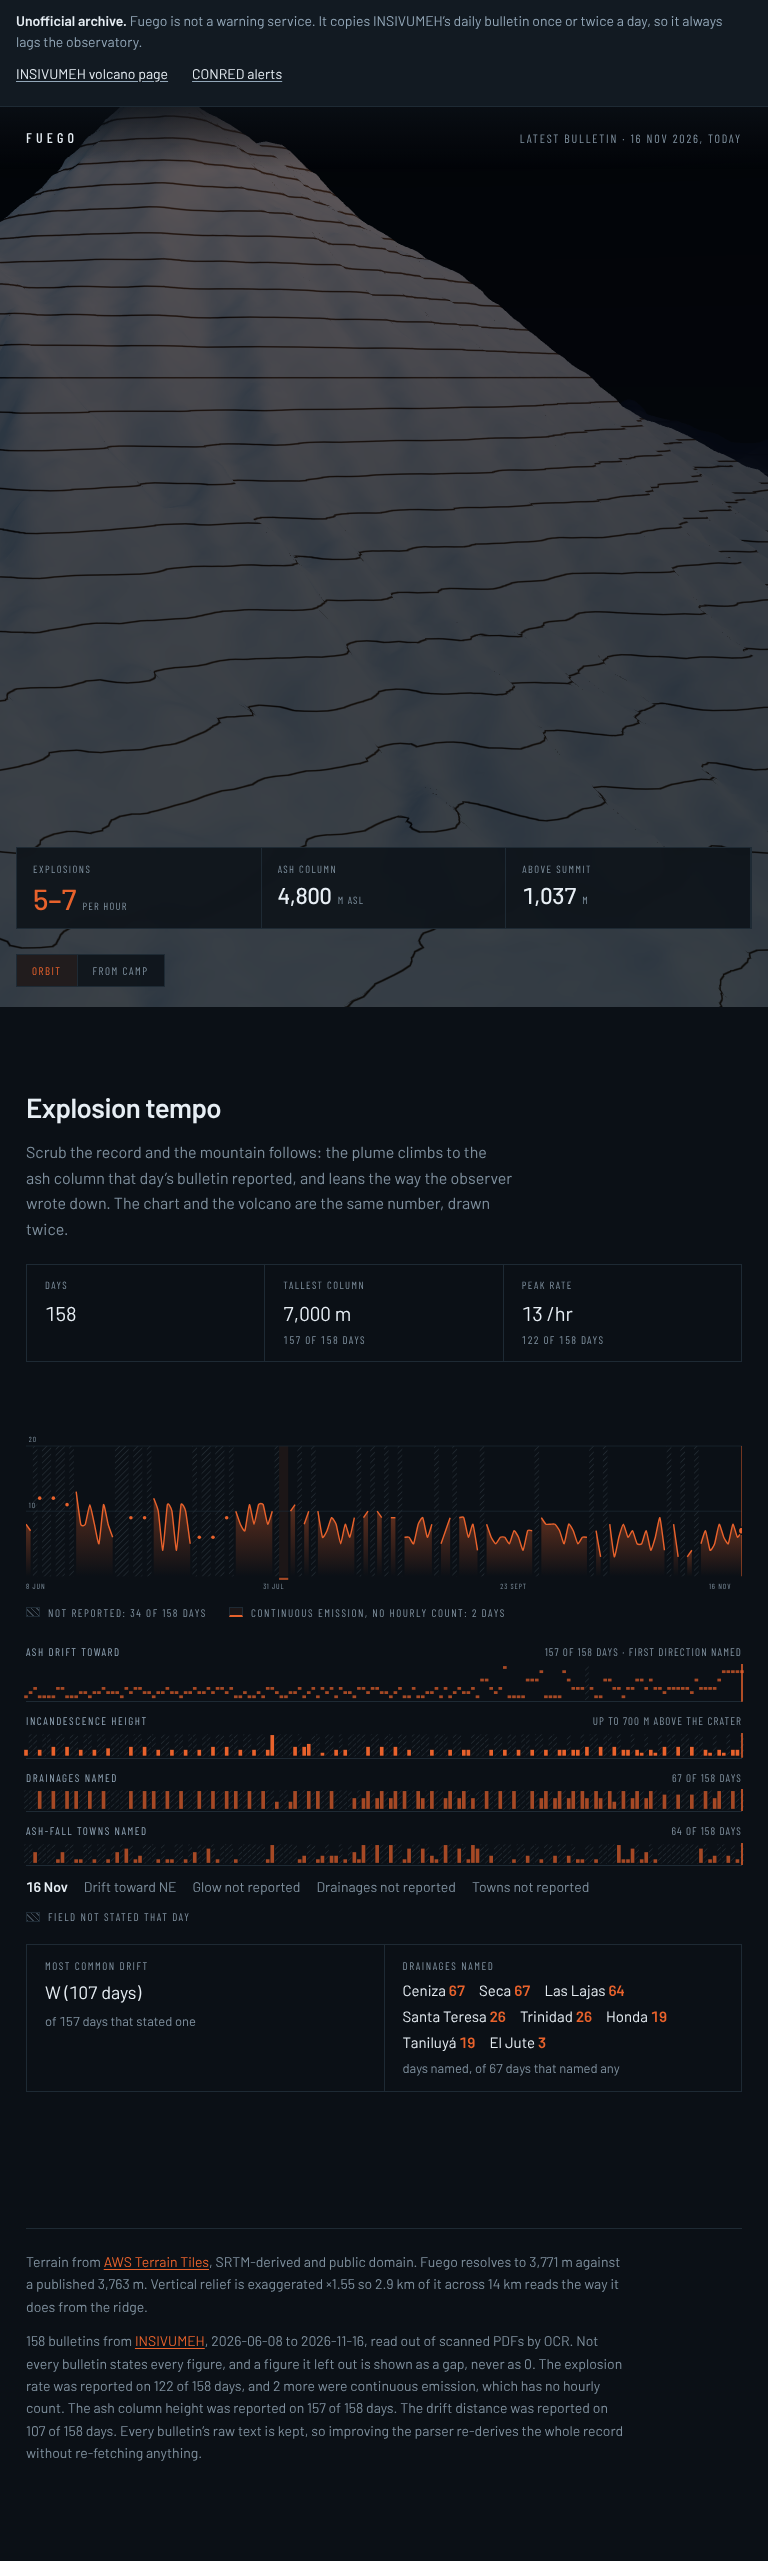 Unofficial archive. Fuego is not a warning service. It copies INSIVUMEH's daily bulletin once or twice a day, so it always
lags the observatory.
INSIVUMEH volcano page CONRED alerts
FUEGO LATEST BULLETIN · 16 NOV 2026, TODAY
EXPLOSIONS ASH COLUMN ABOVE SUMMIT
5–7 PER HOUR 4,800 M ASL 1,037 M
ORBIT FROM CAMP
Explosion tempo
Scrub the record and the mountain follows: the plume climbs to the
ash column that day's bulletin reported, and leans the way the observer
wrote down. The chart and the volcano are the same number, drawn
twice.
DAYS TALLEST COLUMN PEAK RATE
158 7,000 m 13 /hr
157 OF 158 DAYS 122 OF 158 DAYS
20
10
8 JUN 31 JUL 23 SEPT 16 NOV
NOT REPORTED: 34 OF 158 DAYS CONTINUOUS EMISSION, NO HOURLY COUNT: 2 DAYS
ASH DRIFT TOWARD 157 OF 158 DAYS · FIRST DIRECTION NAMED
INCANDESCENCE HEIGHT UP TO 700 M ABOVE THE CRATER
DRAINAGES NAMED 67 OF 158 DAYS
ASH-FALL TOWNS NAMED 64 OF 158 DAYS
16 Nov Drift toward NE Glow not reported Drainages not reported Towns not reported
FIELD NOT STATED THAT DAY
MOST COMMON DRIFT DRAINAGES NAMED
W (107 days) Ceniza 67 Seca 67 Las Lajas 64
of 157 days that stated one Santa Teresa 26 Trinidad 26 Honda 19
Taniluyá 19 El Jute 3
days named, of 67 days that named any
Terrain from AWS Terrain Tiles, SRTM-derived and public domain. Fuego resolves to 3,771 m against
a published 3,763 m. Vertical relief is exaggerated ×1.55 so 2.9 km of it across 14 km reads the way it
does from the ridge.
158 bulletins from INSIVUMEH, 2026-06-08 to 2026-11-16, read out of scanned PDFs by OCR. Not
every bulletin states every figure, and a figure it left out is shown as a gap, never as 0. The explosion
rate was reported on 122 of 158 days, and 2 more were continuous emission, which has no hourly
count. The ash column height was reported on 157 of 158 days. The drift distance was reported on
107 of 158 days. Every bulletin's raw text is kept, so improving the parser re-derives the whole record
without re-fetching anything.